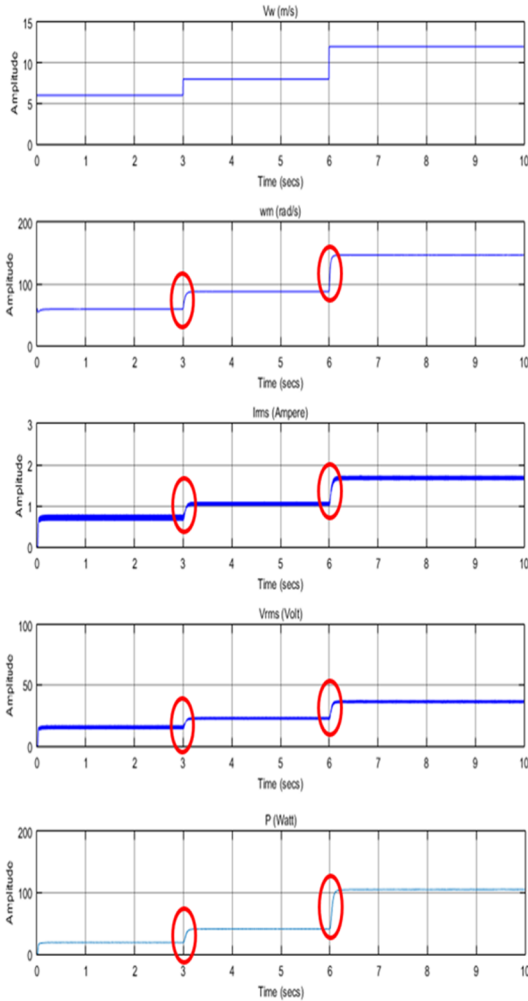 Vw (m/s)
Amplitudo
15
10
5
0
0 1 2 3 4 5 6 7 8 9 10
Time (secs)
wm (rad/s)
Amplitudo
200
100
0
0 1 2 3 4 5 6 7 8 9 10
Time (secs)
Irms (Ampere)
Amplitudo
3
2
1
0
0 1 2 3 4 5 6 7 8 9 10
Time (secs)
Vrms (Volt)
Amplitudo
100
50
0
0 1 2 3 4 5 6 7 8 9 10
Time (secs)
P (Watt)
Amplitudo
200
100
0
0 1 2 3 4 5 6 7 8 9 10
Time (secs)